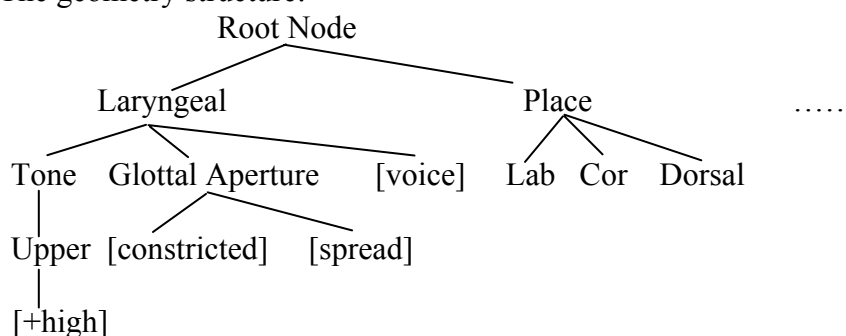 The geometry structure:
Root Node
Laryngeal Place .....
Tone Glottal Aperture [voice] Lab Cor Dorsal
Upper [constricted] [spread]
[+high]